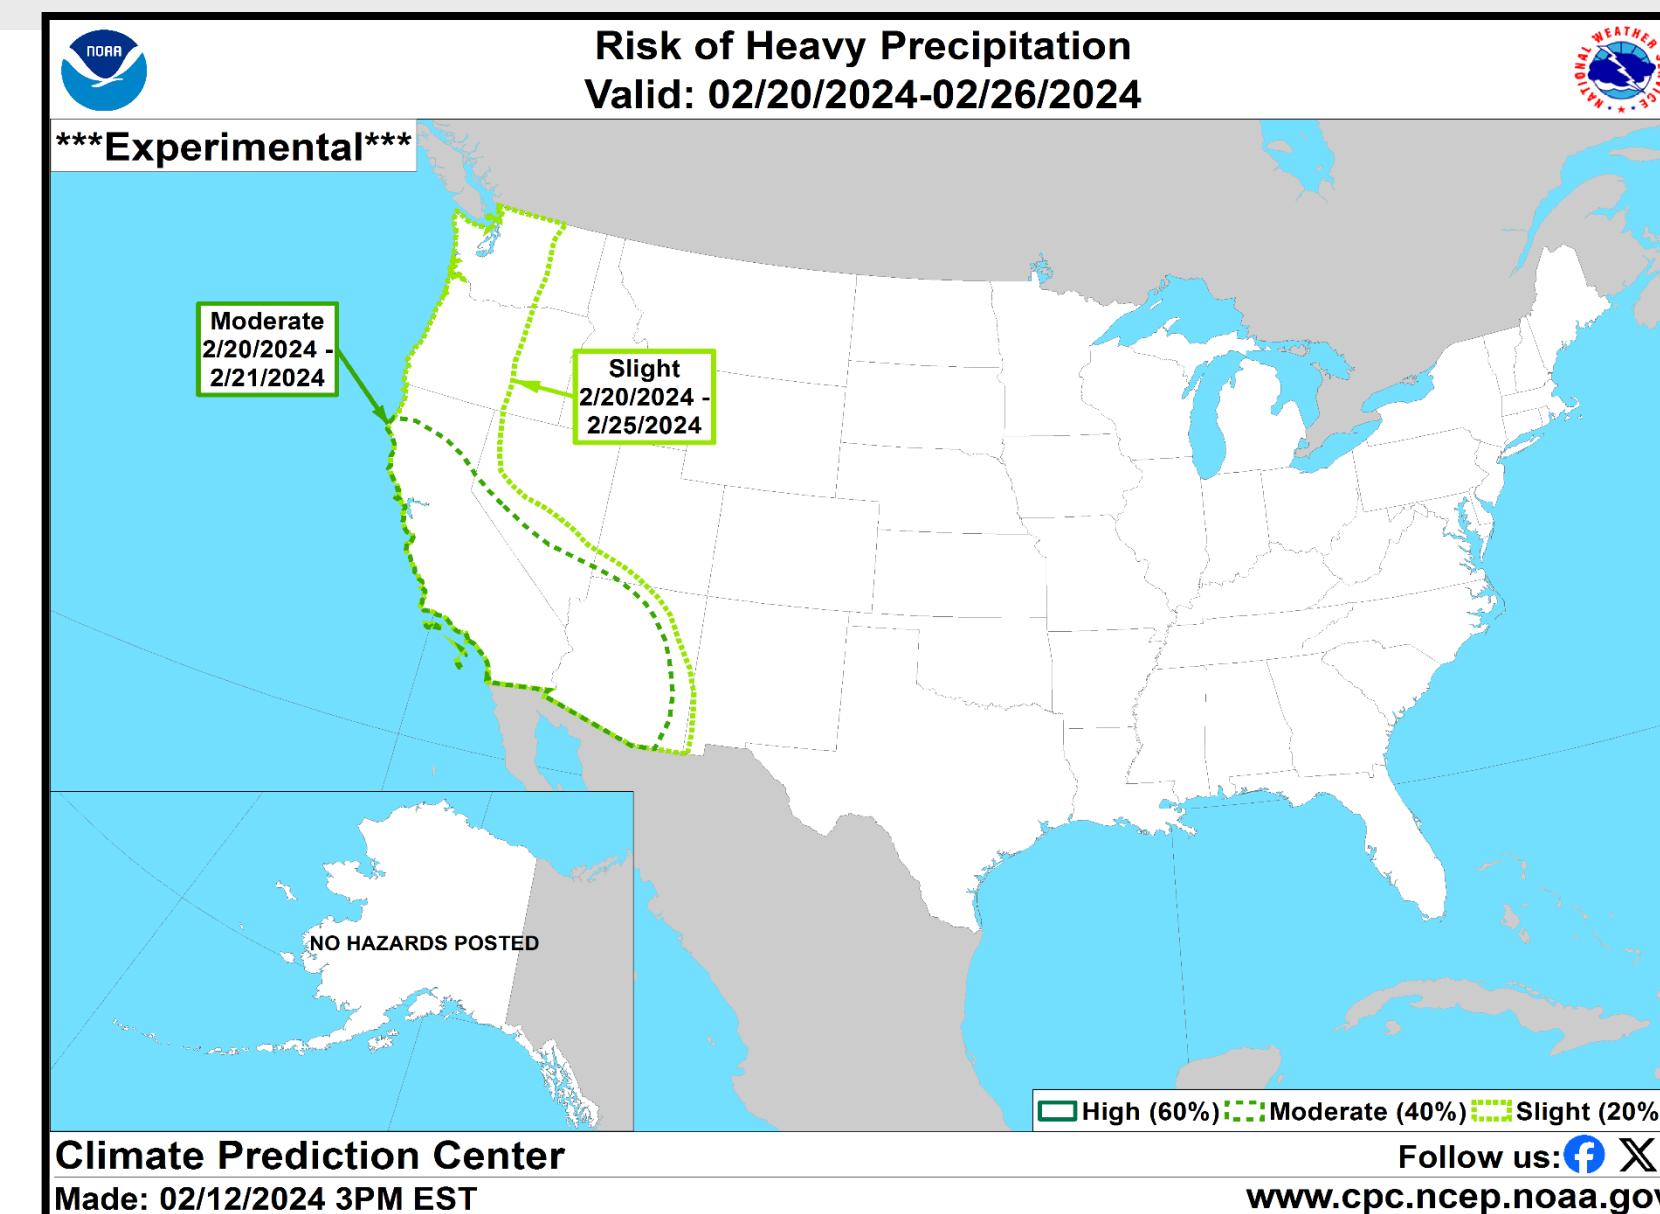 NOAA
Risk of Heavy Precipitation
Valid: 02/20/2024-02/26/2024
NATIONAL WEATHER
***Experimental***
Moderate
2/20/2024 -
2/21/2024
Slight
2/20/2024 -
2/25/2024
NO HAZARDS POSTED
High (60%) Moderate (40%) Slight (20%
Climate Prediction Center
Follow us:
Made: 02/12/2024 3PM EST
www.cpc.ncep.noaa.gov